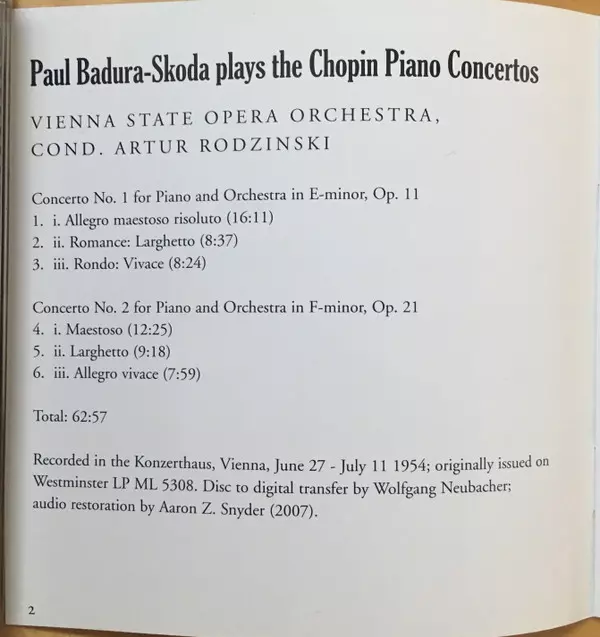 Paul Badura-Skoda plays the Chopin Piano Concertos
VIENNA STATE OPERA ORCHESTRA,
COND. ARTUR RODZINSKI
Concerto No. 1 for Piano and Orchestra in E-minor, Op. 11
1. i. Allegro maestoso risoluto (16:11)
2. ii. Romance: Larghetto (8:37)
3. iii. Rondo: Vivace (8:24)
Concerto No. 2 for Piano and Orchestra in F-minor, Op. 21
4. i. Maestoso (12:25)
5. ii. Larghetto (9:18)
6. iii. Allegro vivace (7:59)
Total: 62:57
Recorded in the Konzerthaus, Vienna, June 27 - July 11 1954; originally issued on
Westminster LP ML 5308. Disc to digital transfer by Wolfgang Neubacher;
audio restoration by Aaron Z. Snyder (2007).
2